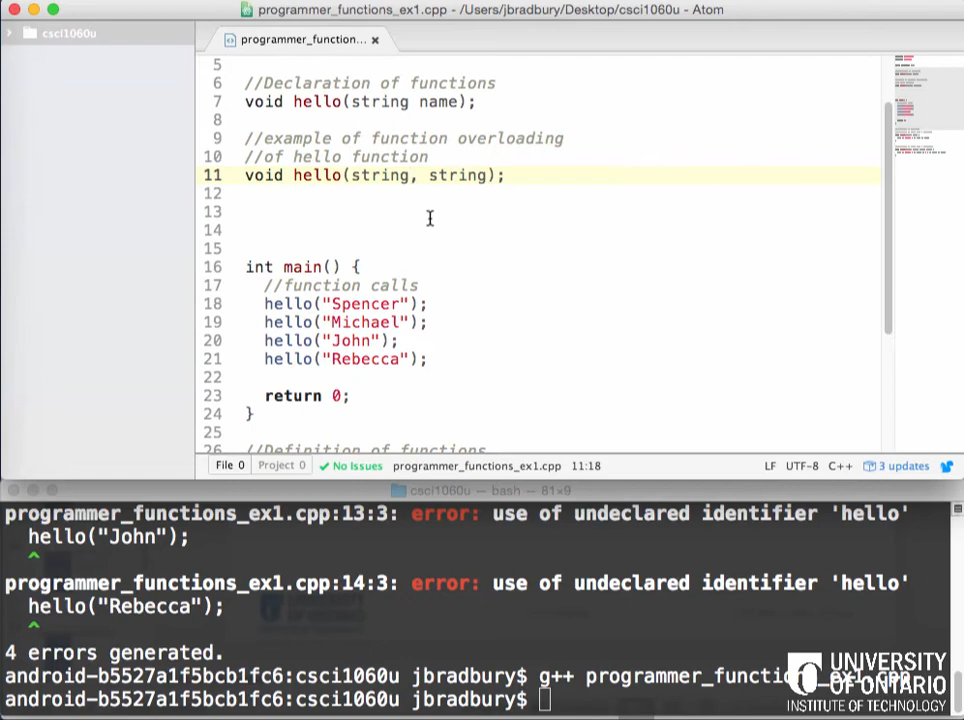 programmer_functions_ex1.cpp - /Users/jbradbury/Desktop/csci1060u - Atom
csci1060u
programmer_function... ×
5
6 //Declaration of functions
7 void hello(string name);
8
9 //example of function overloading
10 //of hello function
11 void hello(string, string);
12
13
14
15
16 int main() {
17 //function calls
18 hello("Spencer");
19 hello("Michael");
20 hello("John");
21 hello("Rebecca");
22
23 return 0;
24 }
25
26 //Definition of functions
File 0 Project 0 No Issues programmer_functions_ex1.cpp 11:18 LF UTF-8 C++ 3 updates
csci1060u — bash — 81×9
programmer_functions_ex1.cpp:13:3: error: use of undeclared identifier 'hello'
hello("John");
^
programmer_functions_ex1.cpp:14:3: error: use of undeclared identifier 'hello'
hello("Rebecca");
^
4 errors generated.
android-b5527a1f5bcb1fc6:csci1060u jbradbury$ g++ programmer_functions_ex1.cpp
android-b5527a1f5bcb1fc6:csci1060u jbradbury$
UNIVERSITY
OF ONTARIO
INSTITUTE OF TECHNOLOGY